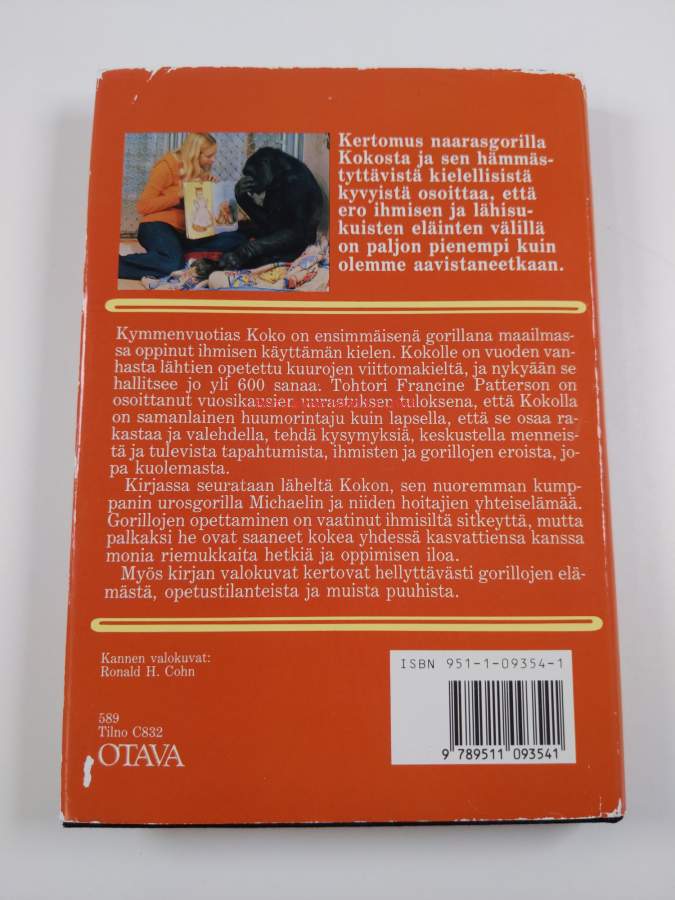 Kertomus naarasgorilla
Kokosta ja sen hämmäs-
tyttävistä kielellisistä
kyvyistä osoittaa, että
ero ihmisen ja lähisu-
kuisten eläinten välillä
on paljon pienempi kuin
olemme aavistaneetkaan.
Kymmenvuotias Koko on ensimmäisenä gorillana maailmas-
sa oppinut ihmisen käyttämän kielen. Kokolle on vuoden van-
hasta lähtien opetettu kuurojen viittomakieltä, ja nykyään se
hallitsee jo yli 600 sanaa. Tohtori Francine Patterson on
osoittanut vuosikausien tuloksena, että Kokolla
on samanlainen huumorintaju kuin lapsella, että se osaa ra-
kastaa ja valehdella, tehdä kysymyksiä, keskustella menneis-
tä ja tulevista tapahtumista, ihmisten ja gorillojen eroista, jo-
pa kuolemasta.
Kirjassa seurataan läheltä Kokon, sen nuoremman kump-
panin urosgorilla Michaelin ja niiden hoitajien yhteiselämää.
Gorillojen opettaminen on vaatinut ihmisiltä sitkeyttä, mutta
palkaksi he ovat saaneet kokea yhdessä kasvattiensa kanssa
monia riemukkaita hetkiä ja oppimisen iloa.
Myös kirjan valokuvat kertovat hellyttävästi gorillojen elä-
mästä, opetustilanteista ja muista puuhista.
Kannen valokuvat:
Ronald H. Cohn
ISBN 951-1-09354-1
589
Tilno C832
OTAVA
9 789511 093541